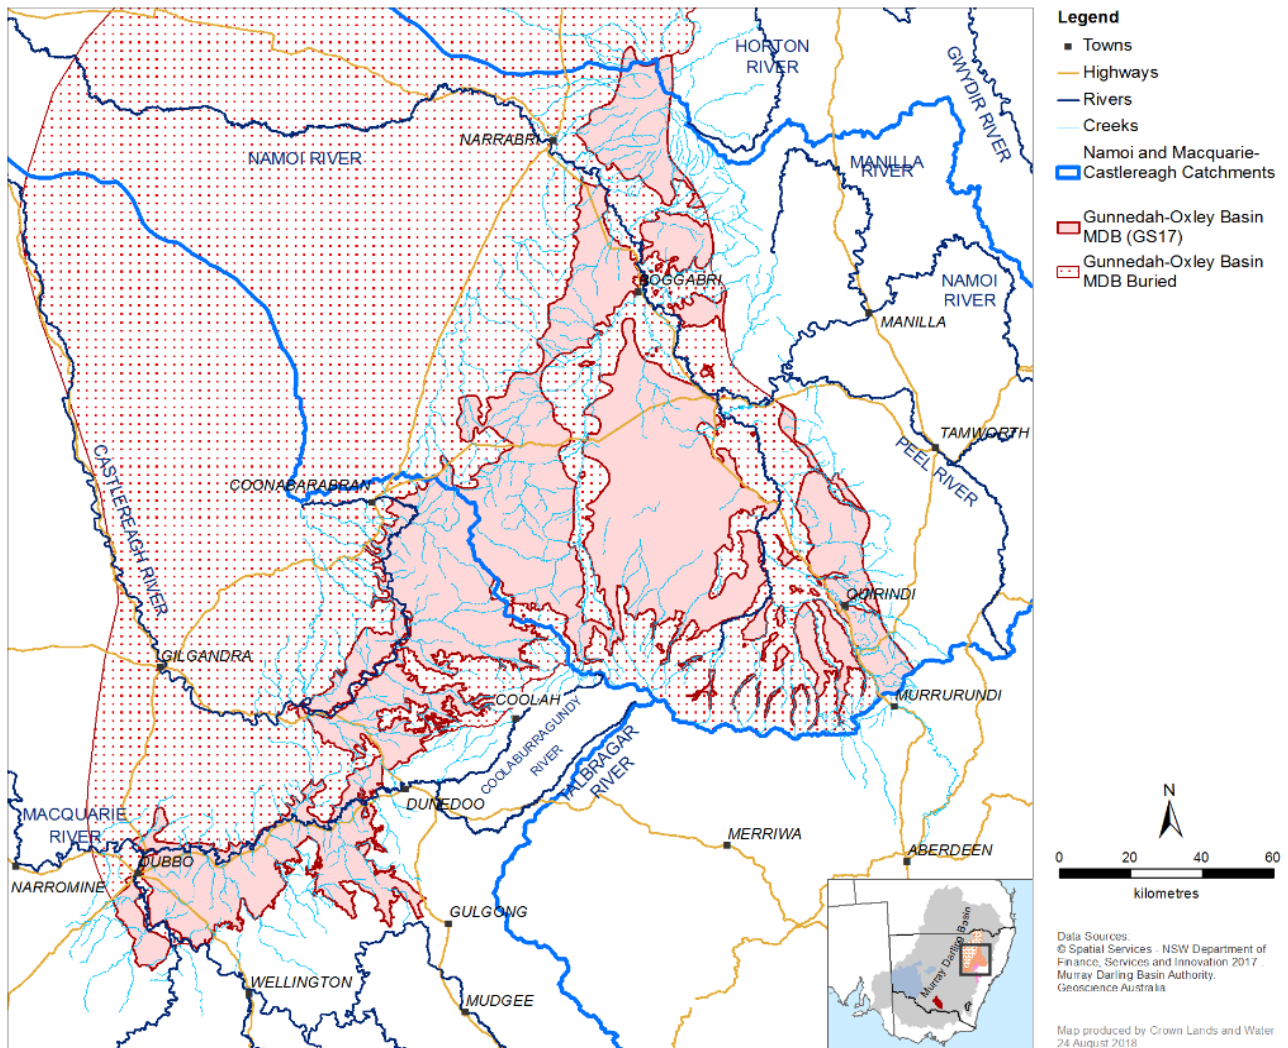 HORTON
RIVER
GWYDIR RIVER
NARRABRI
NAMOI RIVER
MANILLA
RIVER
BOGGABRI
NAMOI
RIVER
MANILLA
TAMWORTH
PEEL RIVER
COONABARABRAN
CASTLEREAGH RIVER
QUIRINDI
GILGANDRA
COOLAH
MURRURUNDI
COOLABURRAGUNDY
RIVER
TALBRAGAR
RIVER
DUNEDOO
MACQUARIE
RIVER
MERRIWA
DUBBO
ABERDEEN
NARROMINE
GULGONG
WELLINGTON
MUDGEE
Murray Darling Basin
Legend
Towns
Highways
Rivers
Creeks
Namoi and Macquarie-
Castlereagh Catchments
Gunnedah-Oxley Basin
MDB (GS17)
Gunnedah-Oxley Basin
MDB Buried
N
0 20 40 60
kilometres
Data Sources:
© Spatial Services - NSW Department of
Finance, Services and Innovation 2017 .
Murray Darling Basin Authority.
Geoscience Australia
Map produced by Crown Lands and Water
24 August 2018